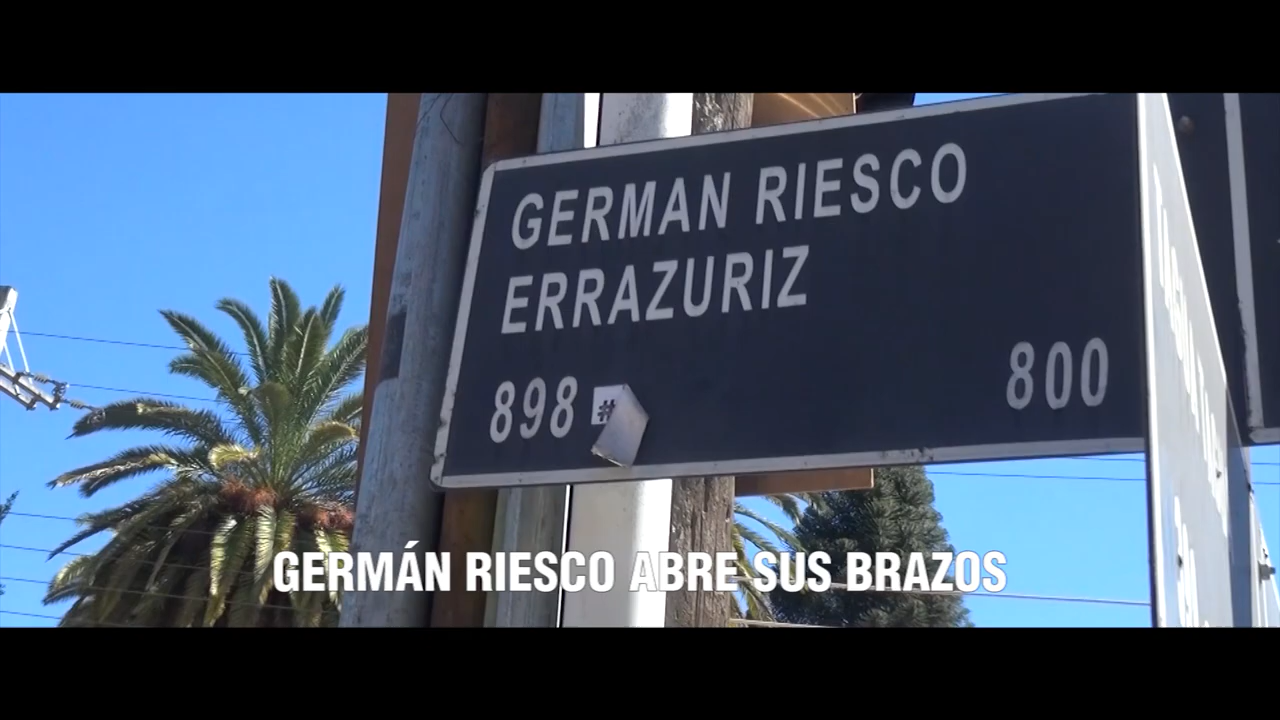 GERMAN RIESCO
ERRAZURIZ
898 #
800
GERMÁN RIESCO ABRE SUS BRAZOS